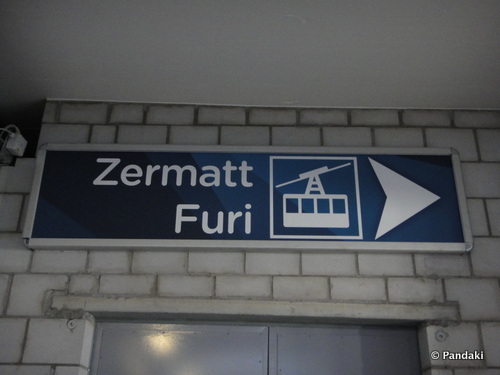 Zermatt
Furi
© Pandaki